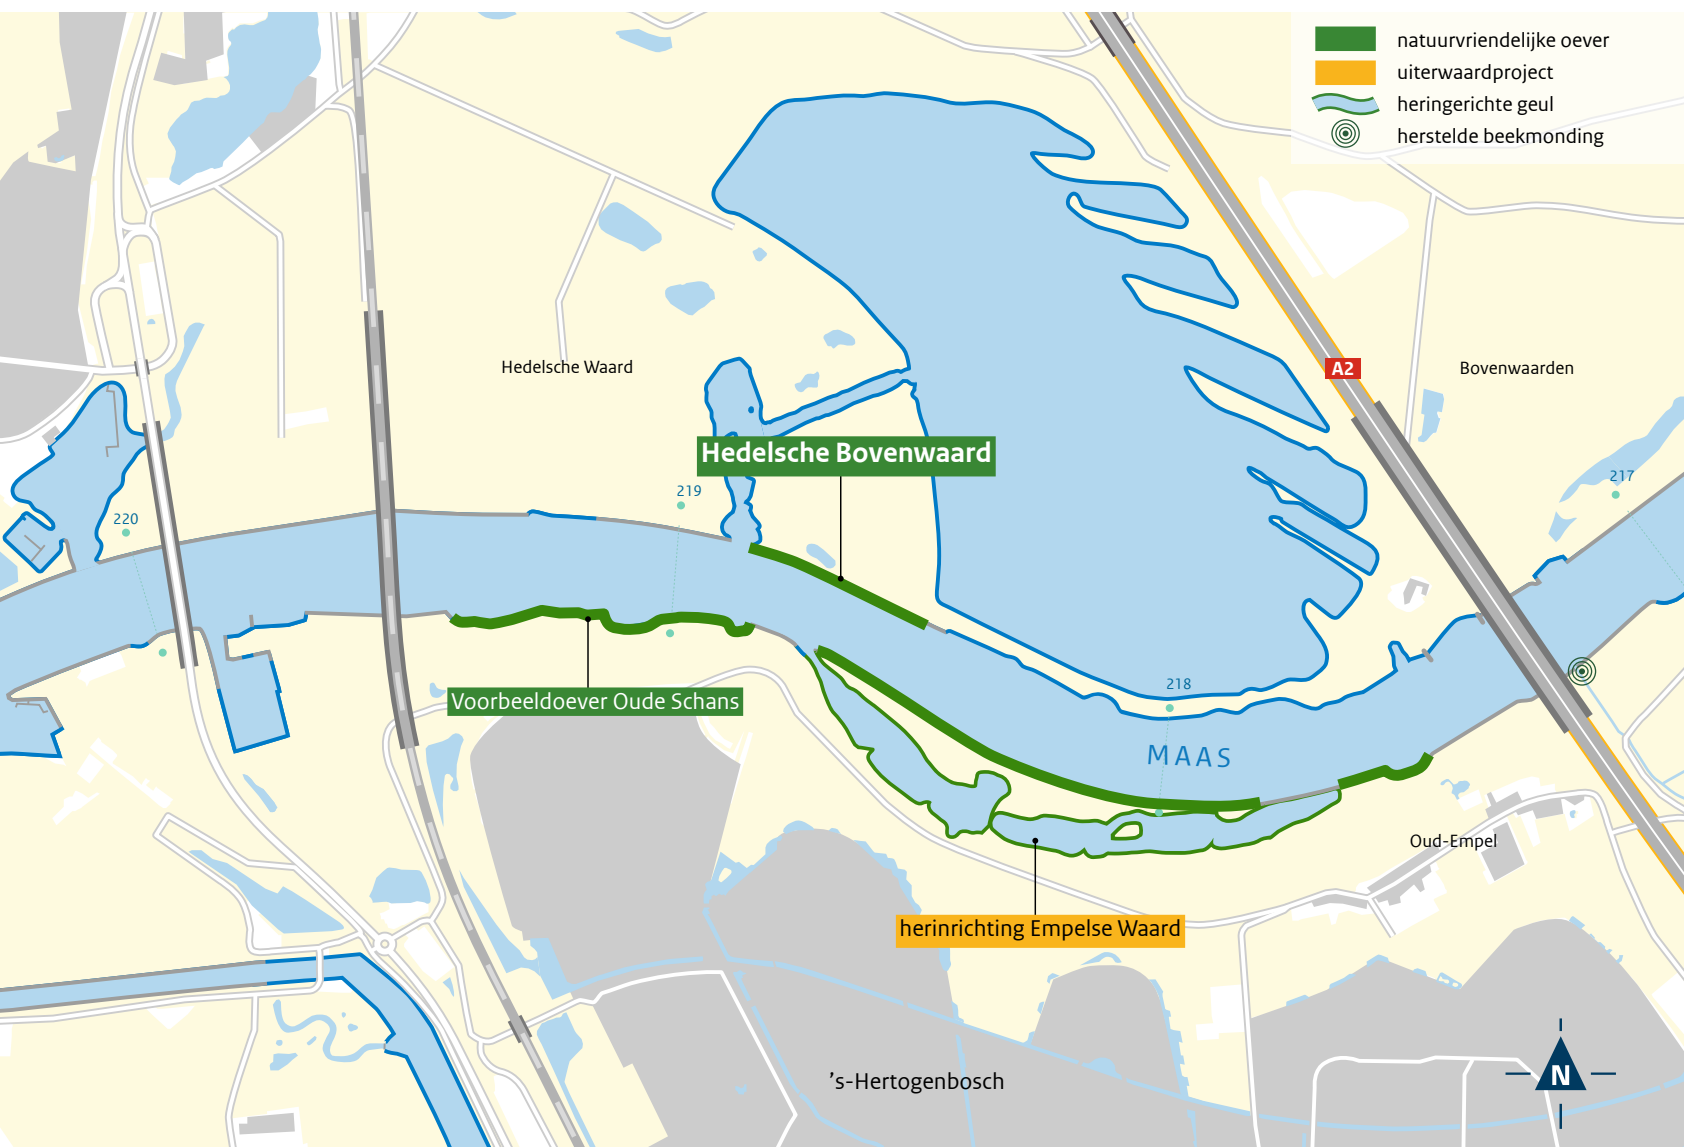 natuurvriendelijke oever
uiterwaardproject
heringerichte geul
herstelde beekmonding
A2
Hedelsche Waard
Bovenwaarden
Hedelsche Bovenwaard
217
219
220
218
Voorbeeldoever Oude Schans
MAAS
Oud-Empel
herinrichting Empelse Waard
's-Hertogenbosch
N